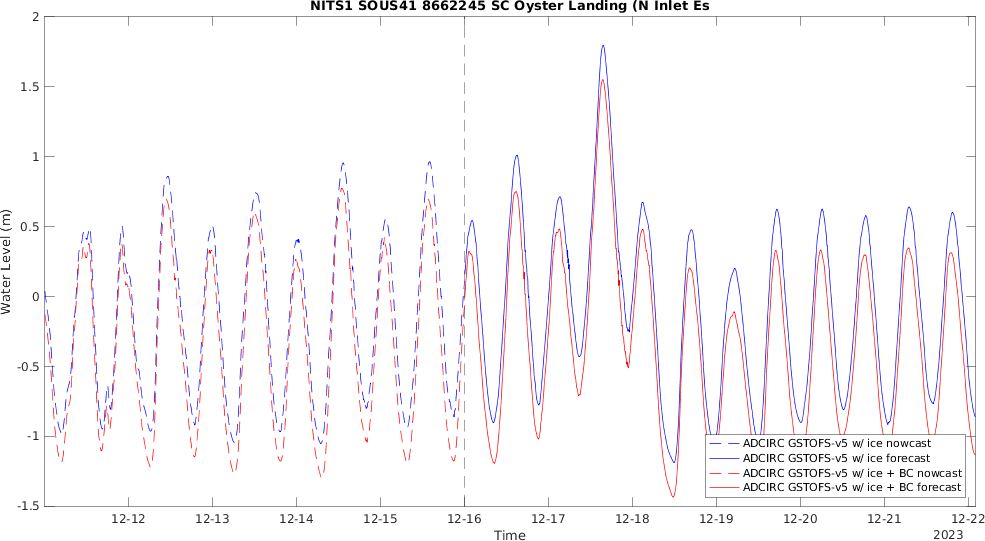 NITS1 SOUS41 8662245 SC Oyster Landing (N Inlet Es
Water Level (m)
2
1.5
1
0.5
0
-0.5
-1
-1.5
12-12
12-13
12-14
12-15
12-16
12-17
12-18
12-19
12-20
12-21
12-22
Time
2023
ADCIRC GSTOFS-v5 w/ ice nowcast
ADCIRC GSTOFS-v5 w/ ice forecast
ADCIRC GSTOFS-v5 w/ ice + BC nowcast
ADCIRC GSTOFS-v5 w/ ice + BC forecast